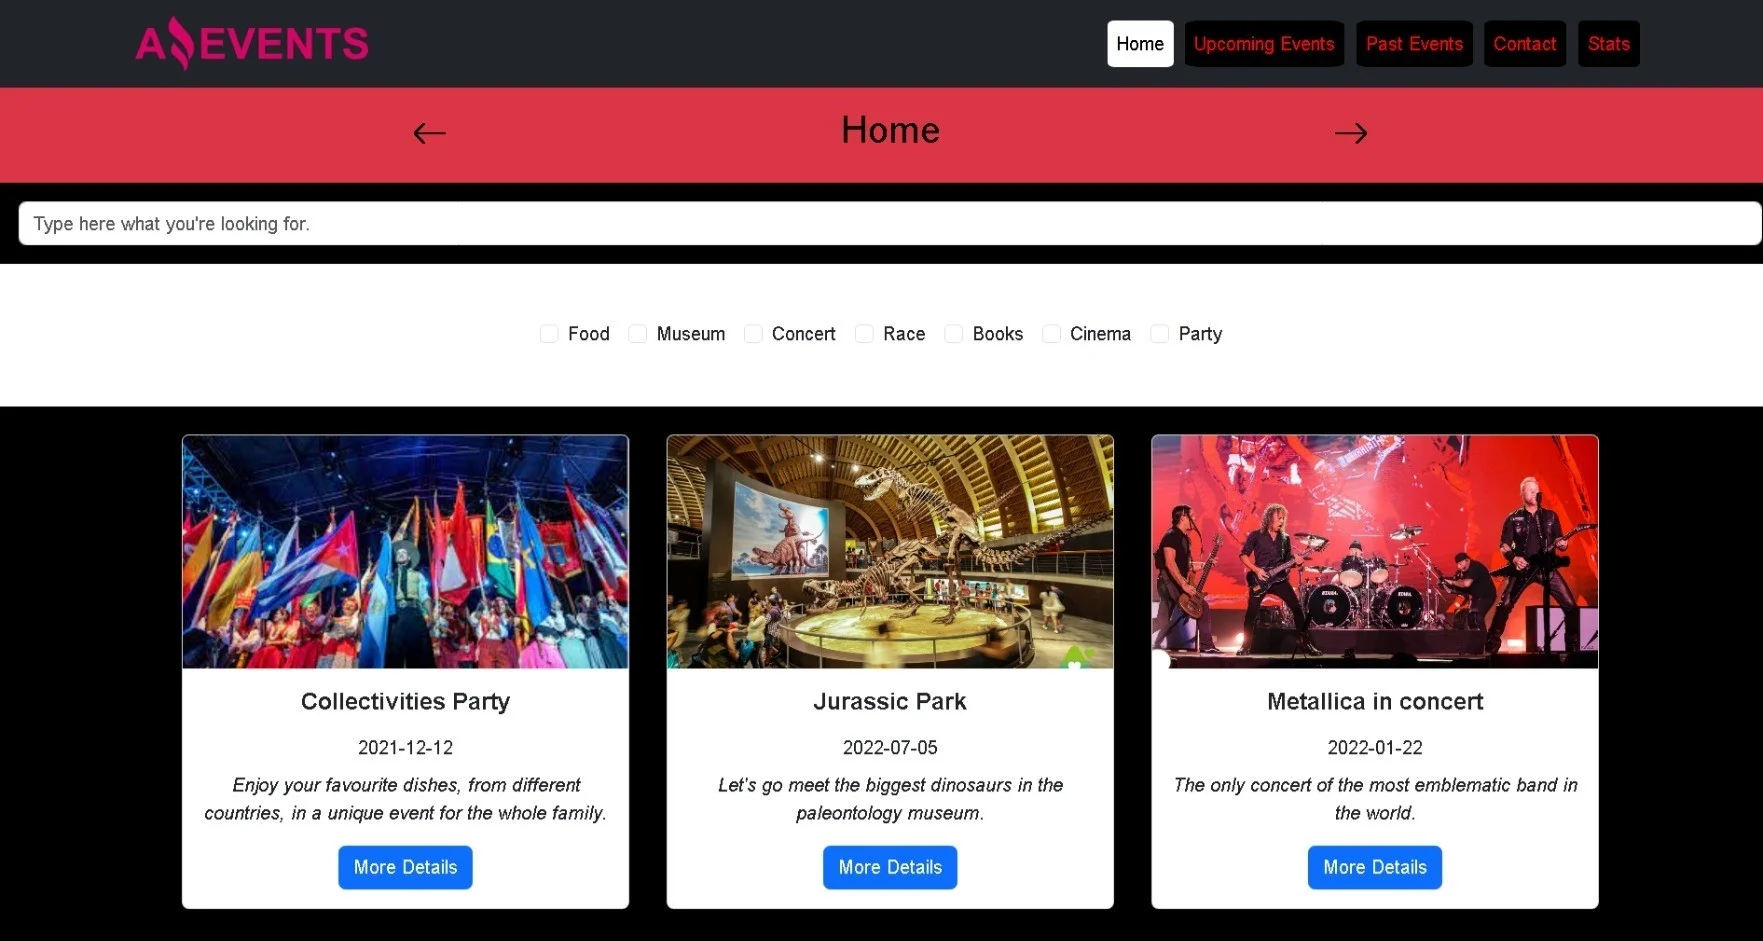 A EVENTS
Home Upcoming Events Past Events Contact Stats
Home
Type here what you're looking for.
Food Museum Concert Race Books Cinema Party
Collectivities Party
2021-12-12
Enjoy your favourite dishes, from different
countries, in a unique event for the whole family.
More Details
Jurassic Park
2022-07-05
Let's go meet the biggest dinosaurs in the
paleontology museum.
More Details
Metallica in concert
2022-01-22
The only concert of the most emblematic band in
the world.
More Details